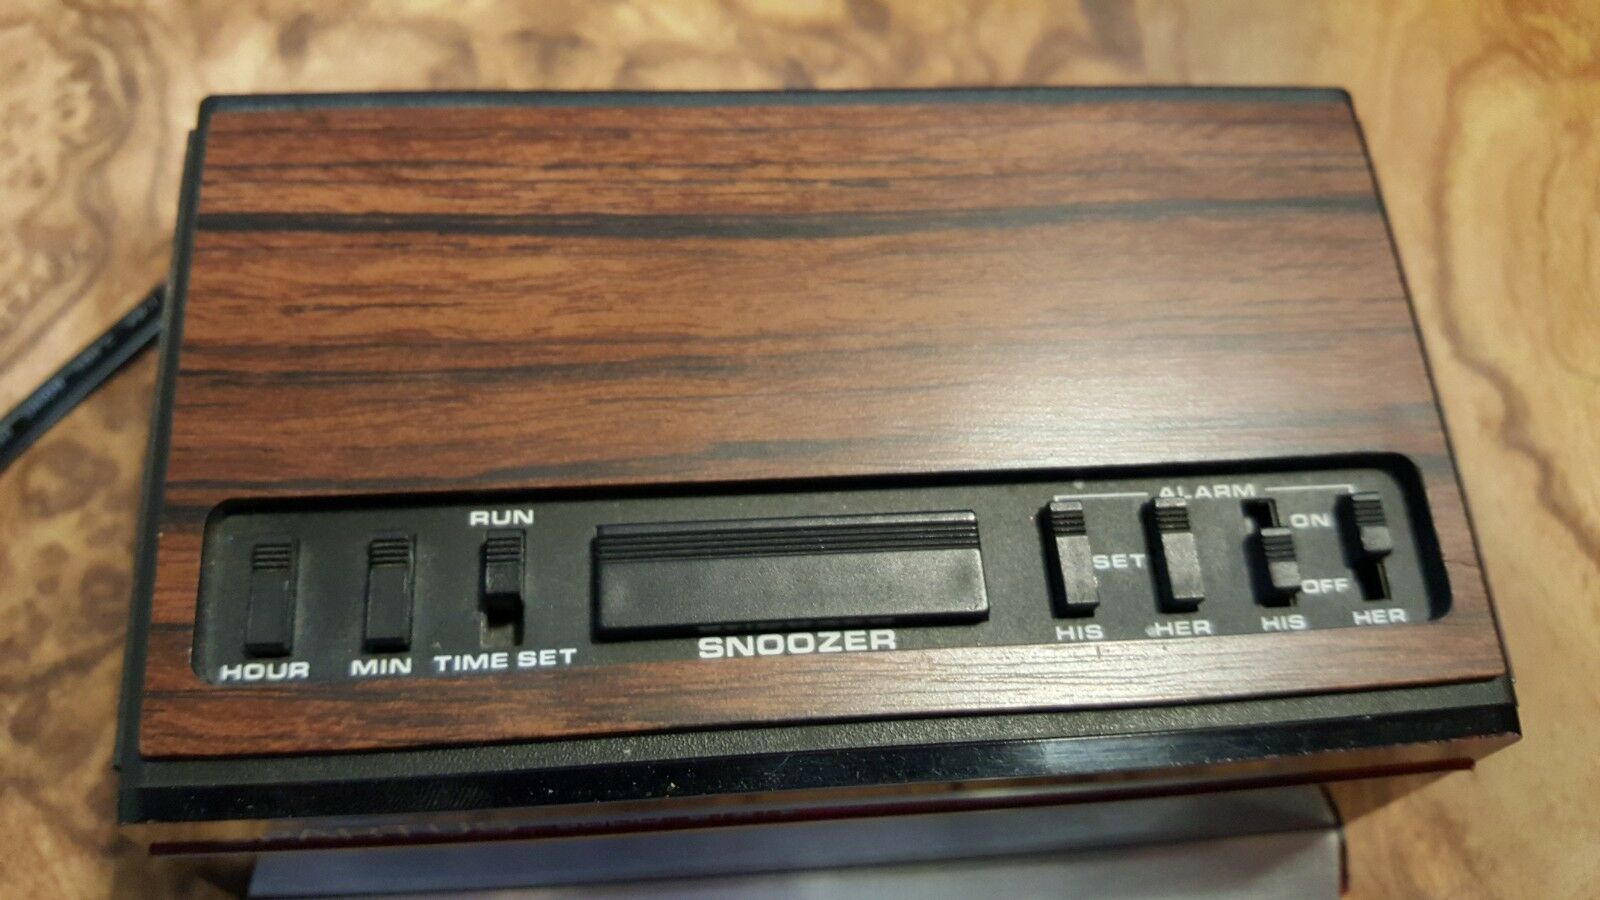 RUN
HOUR MIN TIME SET
SNOOZER
ALARM
ON
SET
OFF
HIS HER HIS HER